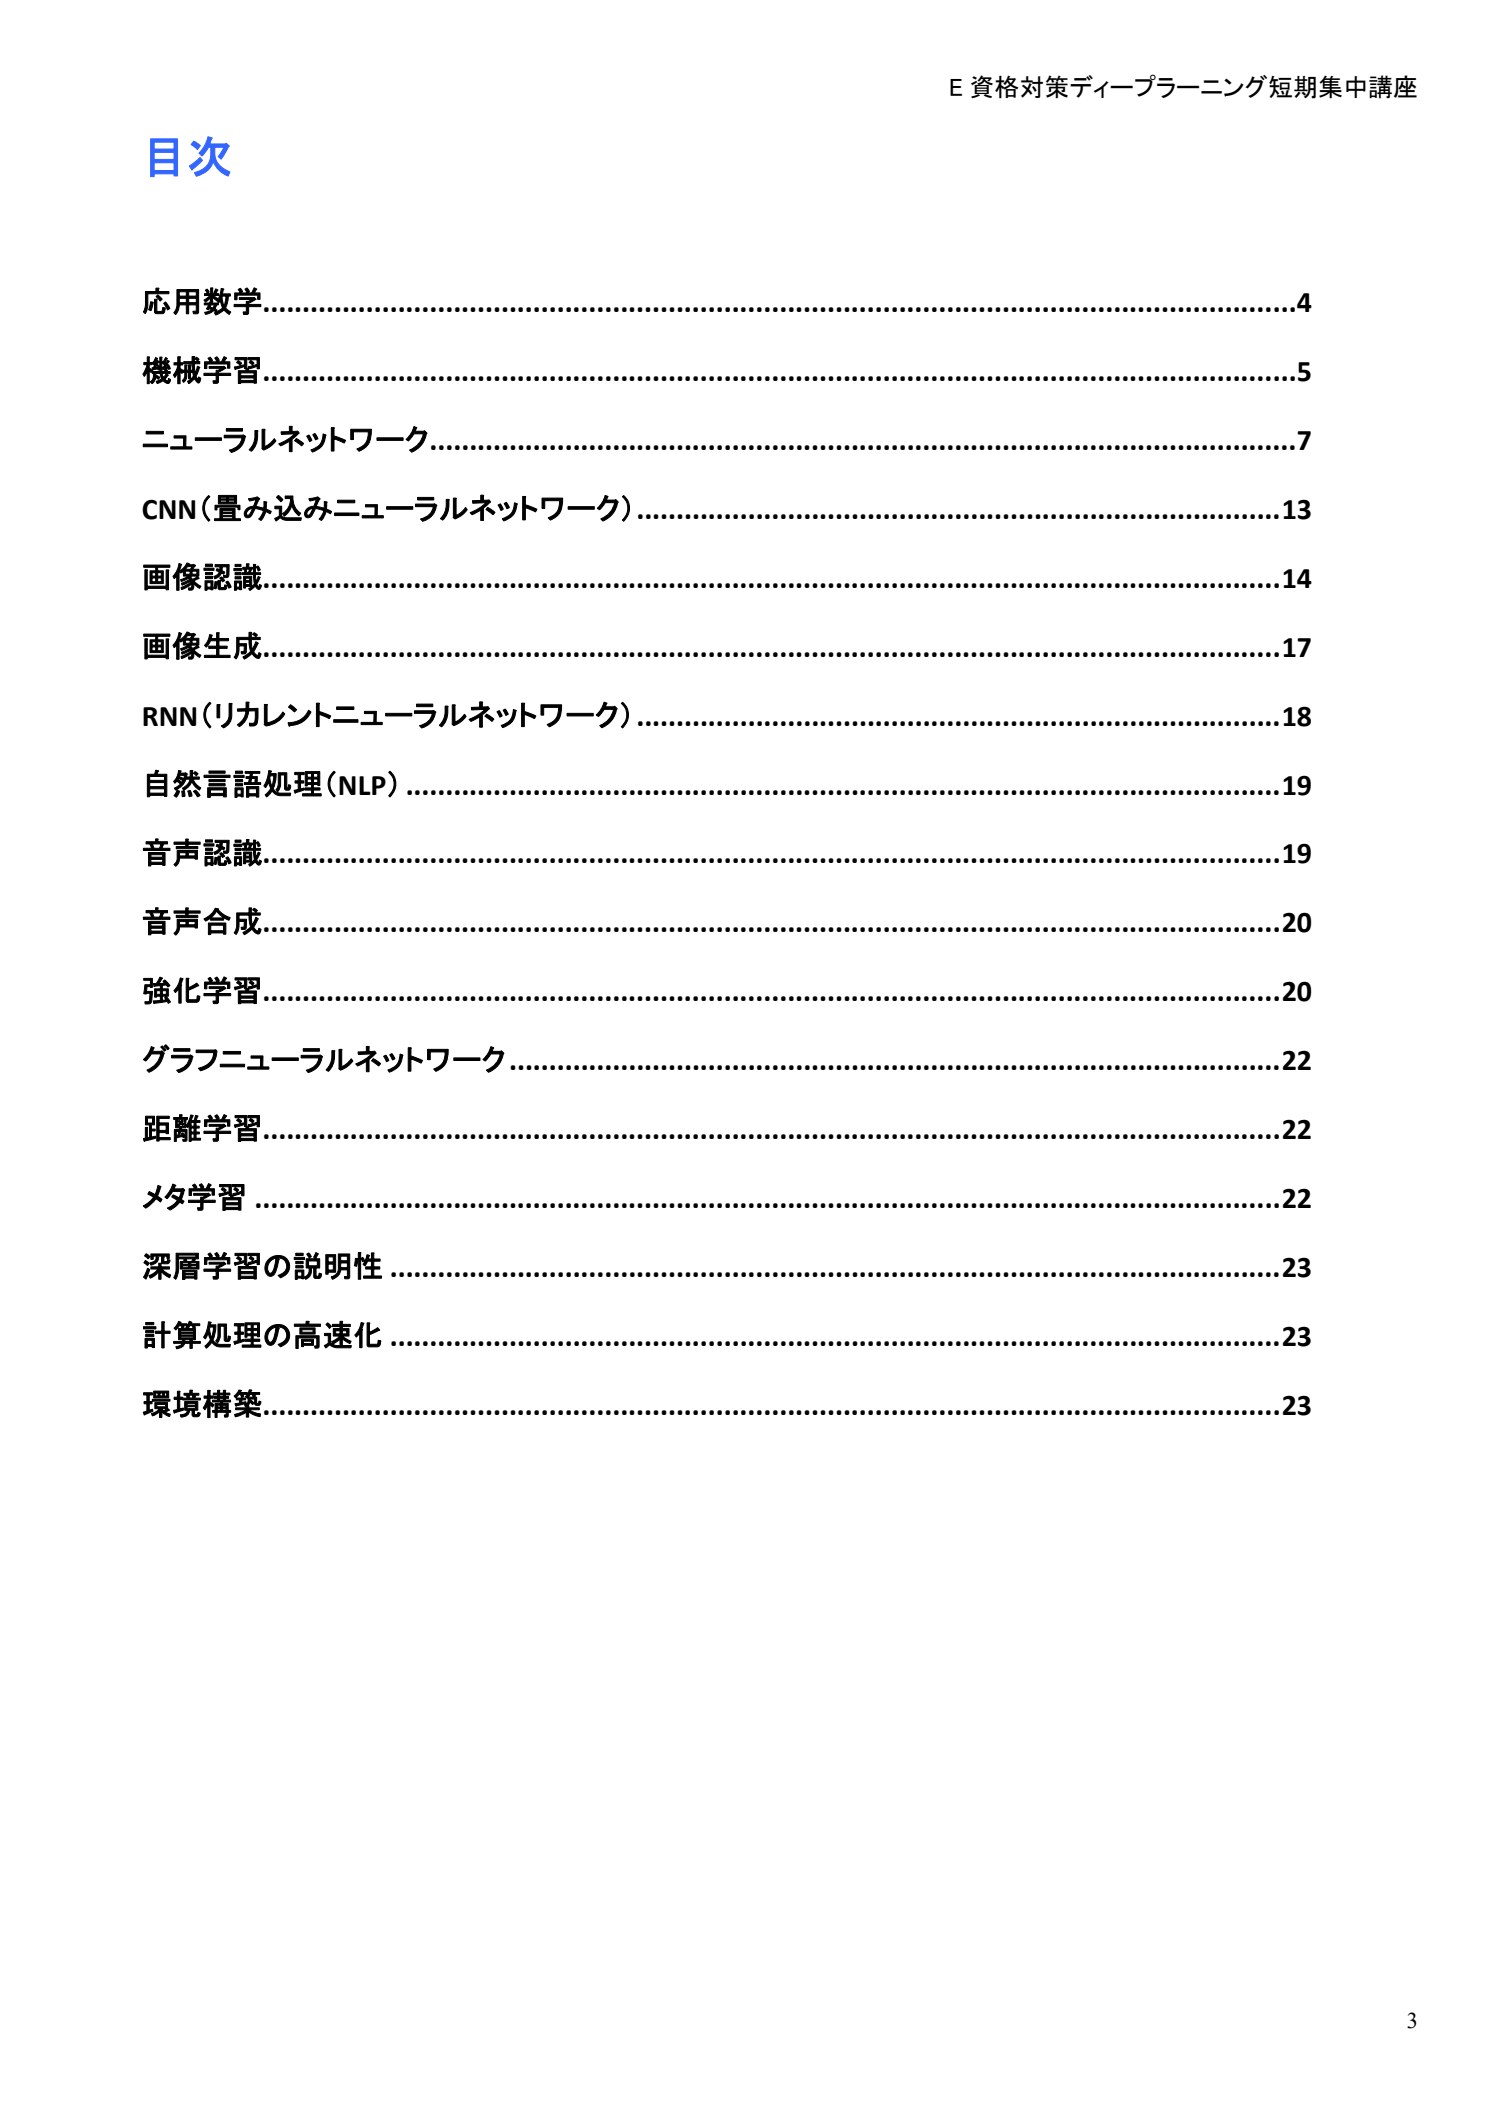 E 資格対策ディープラーニング短期集中講座
目次
応用数学..........4
機械学習..........5
ニューラルネットワーク..........7
CNN（畳み込みニューラルネットワーク）..........13
画像認識..........14
画像生成..........17
RNN（リカレントニューラルネットワーク）..........18
自然言語処理（NLP）..........19
音声認識..........19
音声合成..........20
強化学習..........20
グラフニューラルネットワーク..........22
距離学習..........22
メタ学習..........22
深層学習の説明性..........23
計算処理の高速化..........23
環境構築..........23
3